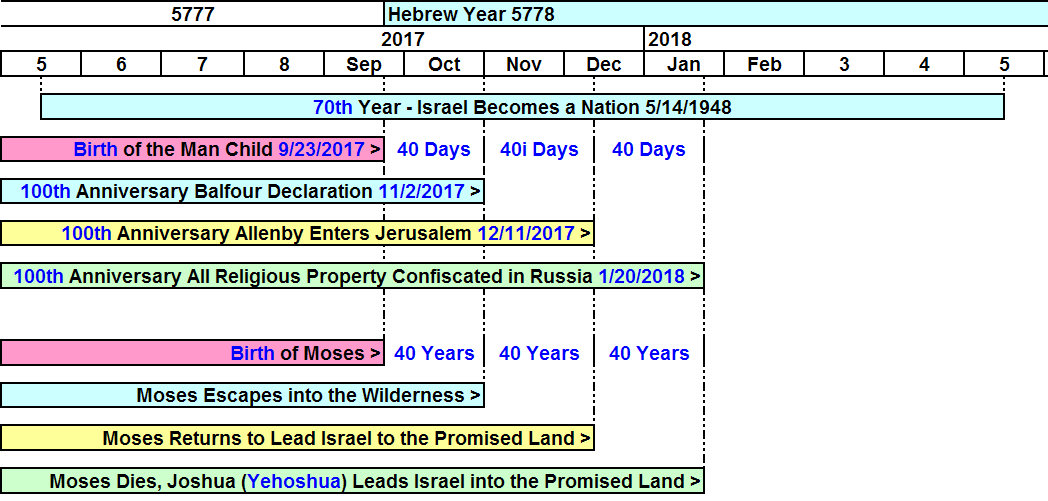 5777 Hebrew Year 5778
2017 2018
5 6 7 8 Sep Oct Nov Dec Jan Feb 3 4 5
70th Year - Israel Becomes a Nation 5/14/1948
Birth of the Man Child 9/23/2017 > 40 Days 40i Days 40 Days
100th Anniversary Balfour Declaration 11/2/2017 >
100th Anniversary Allenby Enters Jerusalem 12/11/2017 >
100th Anniversary All Religious Property Confiscated in Russia 1/20/2018 >
Birth of Moses > 40 Years 40 Years 40 Years
Moses Escapes into the Wilderness >
Moses Returns to Lead Israel to the Promised Land >
Moses Dies, Joshua (Yehoshua) Leads Israel into the Promised Land >